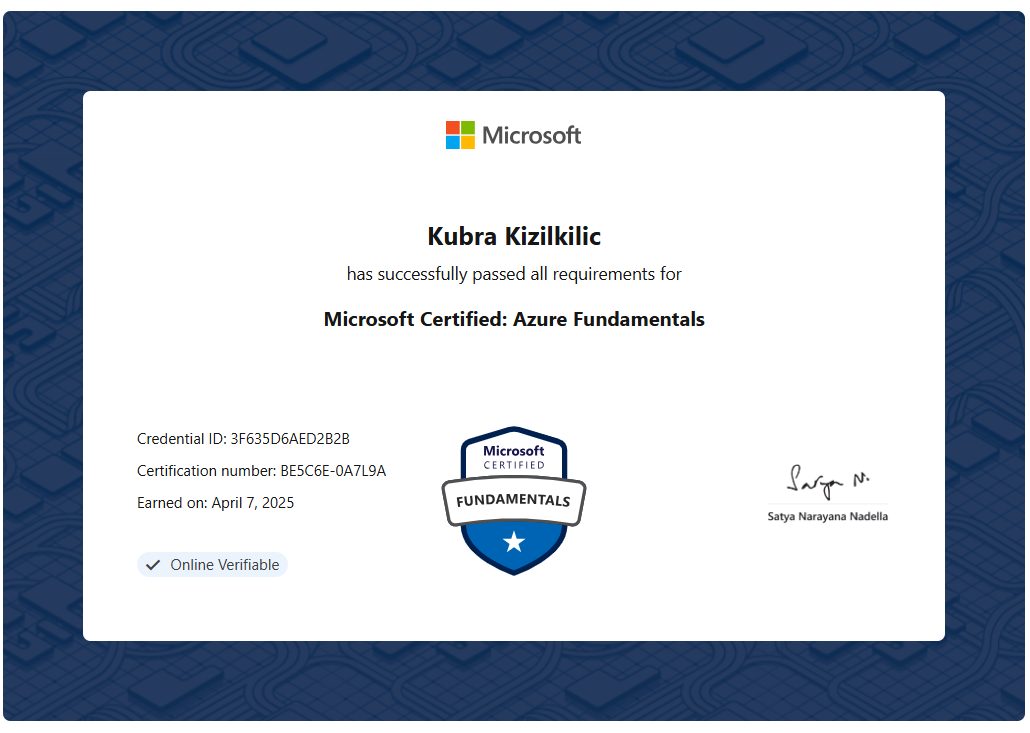 Microsoft
Kubra Kizilkilic
has successfully passed all requirements for
Microsoft Certified: Azure Fundamentals
Credential ID: 3F635D6AED2B2B
Certification number: BE5C6E-0A7L9A
Earned on: April 7, 2025
Online Verifiable
Microsoft
CERTIFIED
FUNDAMENTALS
Satya N.
Satya Narayana Nadella